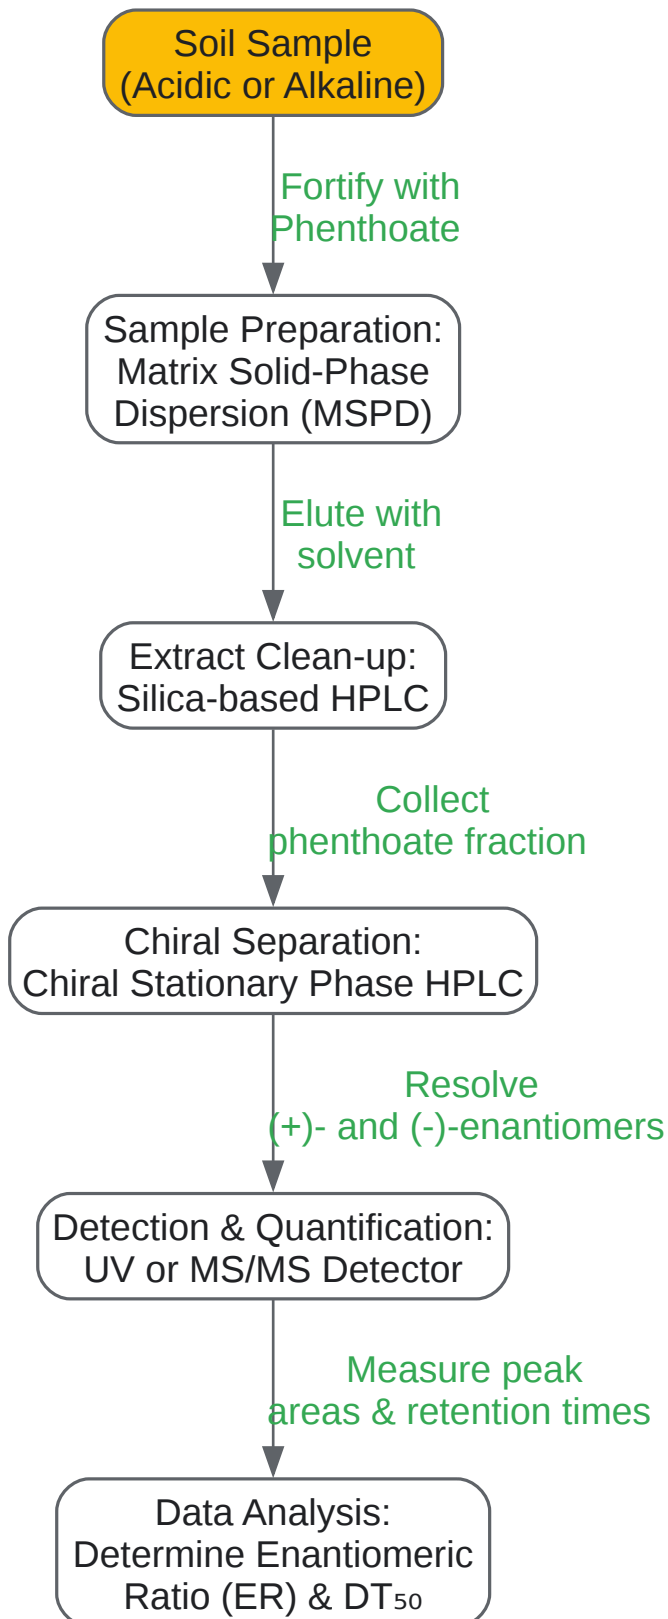 Soil Sample
(Acidic or Alkaline)
Fortify with
Phenthoate
Sample Preparation:
Matrix Solid-Phase
Dispersion (MSPD)
Elute with
solvent
Extract Clean-up:
Silica-based HPLC
Collect
phenthoate fraction
Chiral Separation:
Chiral Stationary Phase HPLC
Resolve
(+)- and (-)-enantiomers
Detection & Quantification:
UV or MS/MS Detector
Measure peak
areas & retention times
Data Analysis:
Determine Enantiomeric
Ratio (ER) & DT₅₀